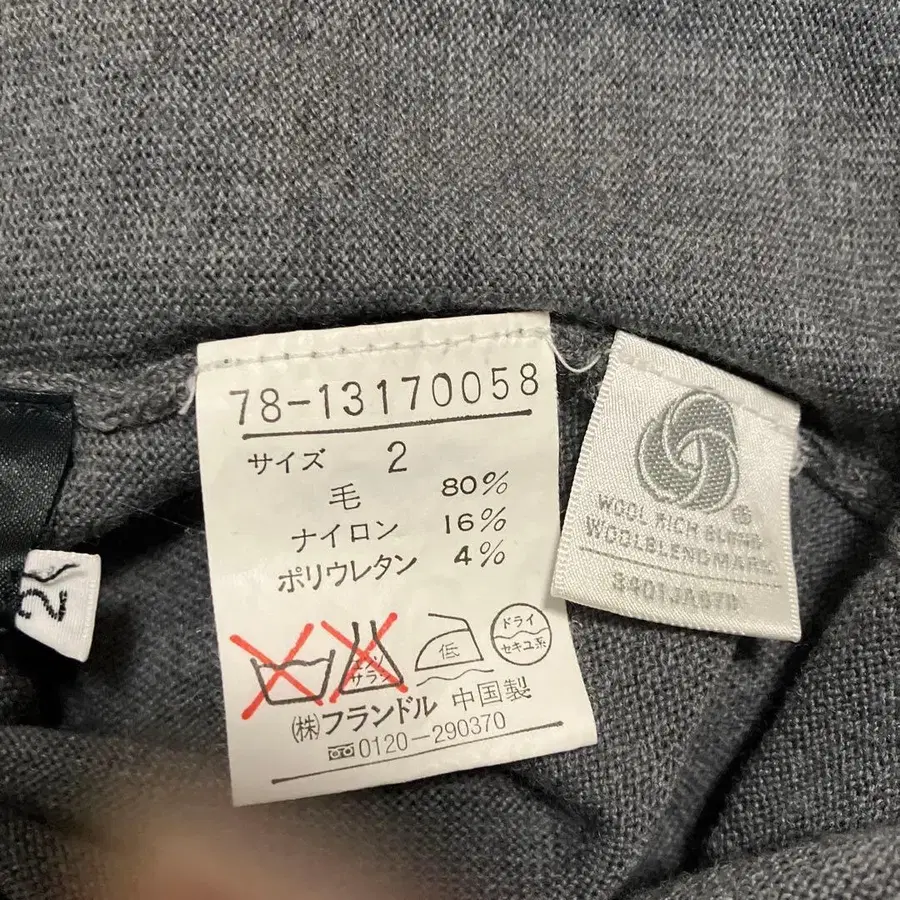 78-13170058
サイズ 2
毛 80%
ナイロン 16%
ポリウレタン 4%
エンソ
サラシ
低
ドライ
セキユ系
(株)フランドル 中国製
0120-290370
WOOL RICH BLEND
WOOLBLENDMARK
2